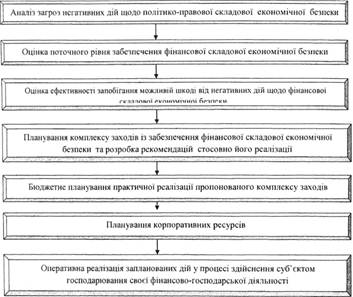 Аналіз загроз негативних дій щодо політико-правової складової економічної безпеки
Оцінка поточного рівня забезпечення фінансової складової економічної безпеки
Оцінка ефективності запобігання можливій шкоді від негативних дій щодо фінансової
складової економічної безпеки
Планування комплексу заходів із забезпечення фінансової складової економічної
безпеки та розробка рекомендацій стосовно його реалізації
Бюджетне планування практичної реалізації пропонованого комплексу заходів
Планування корпоративних ресурсів
Оперативна реалізація запланованих дій у процесі здійснення суб'єктом
господарювання своєї фінансово-господарської діяльності